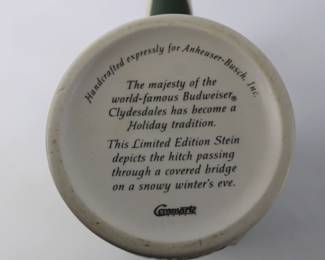 Handcrafted expressly for Anheuser-Busch, Inc.
The majesty of the
world-famous Budweiser®
Clydesdales has become a
Holiday tradition.
This Limited Edition Stein
depicts the hitch passing
through a covered bridge
on a snowy winter's eve.
Ceramarte